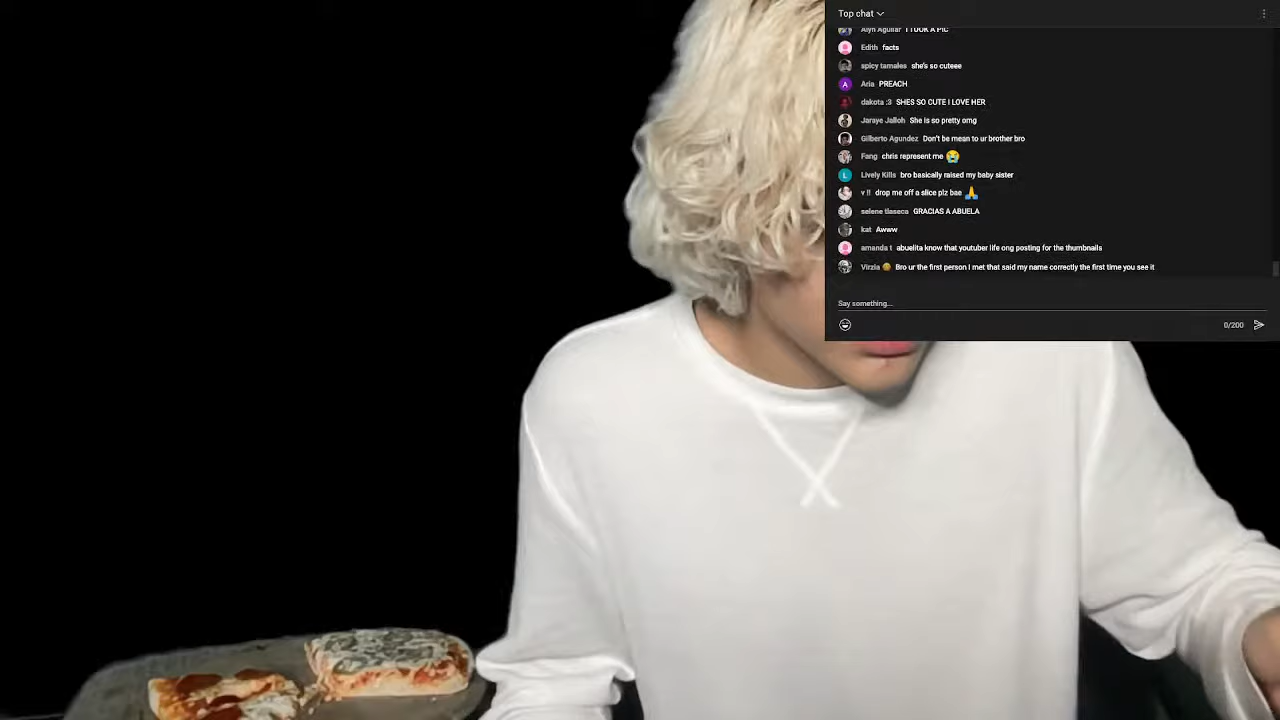 Top chat
Alyn Aguilar I TOOK A PIC
Edith facts
spicy tamales she's so cuteee
A Aria PREACH
dakota :3 SHES SO CUTE I LOVE HER
Jaraye Jalloh She is so pretty omg
Gilberto Agundez Don't be mean to ur brother bro
Fang chris represent me 😭
L Lively Kills bro basically raised my baby sister
v !! drop me off a slice plz bae 🙏
selene tlaseca GRACIAS A ABUELA
kat Awww
amanda t abuelita know that youtuber life ong posting for the thumbnails
Virzia Bro ur the first person I met that said my name correctly the first time you see it
Say something...
0/200